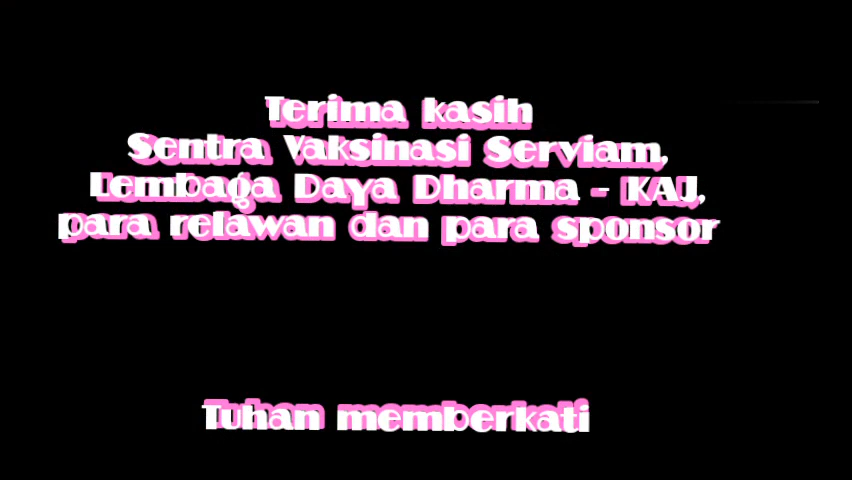 Terima kasih
Sentra Vaksinasi Serviam,
Lembaga Daya Dharma - KAJ,
para relawan dan para sponsor
Tuhan memberkati